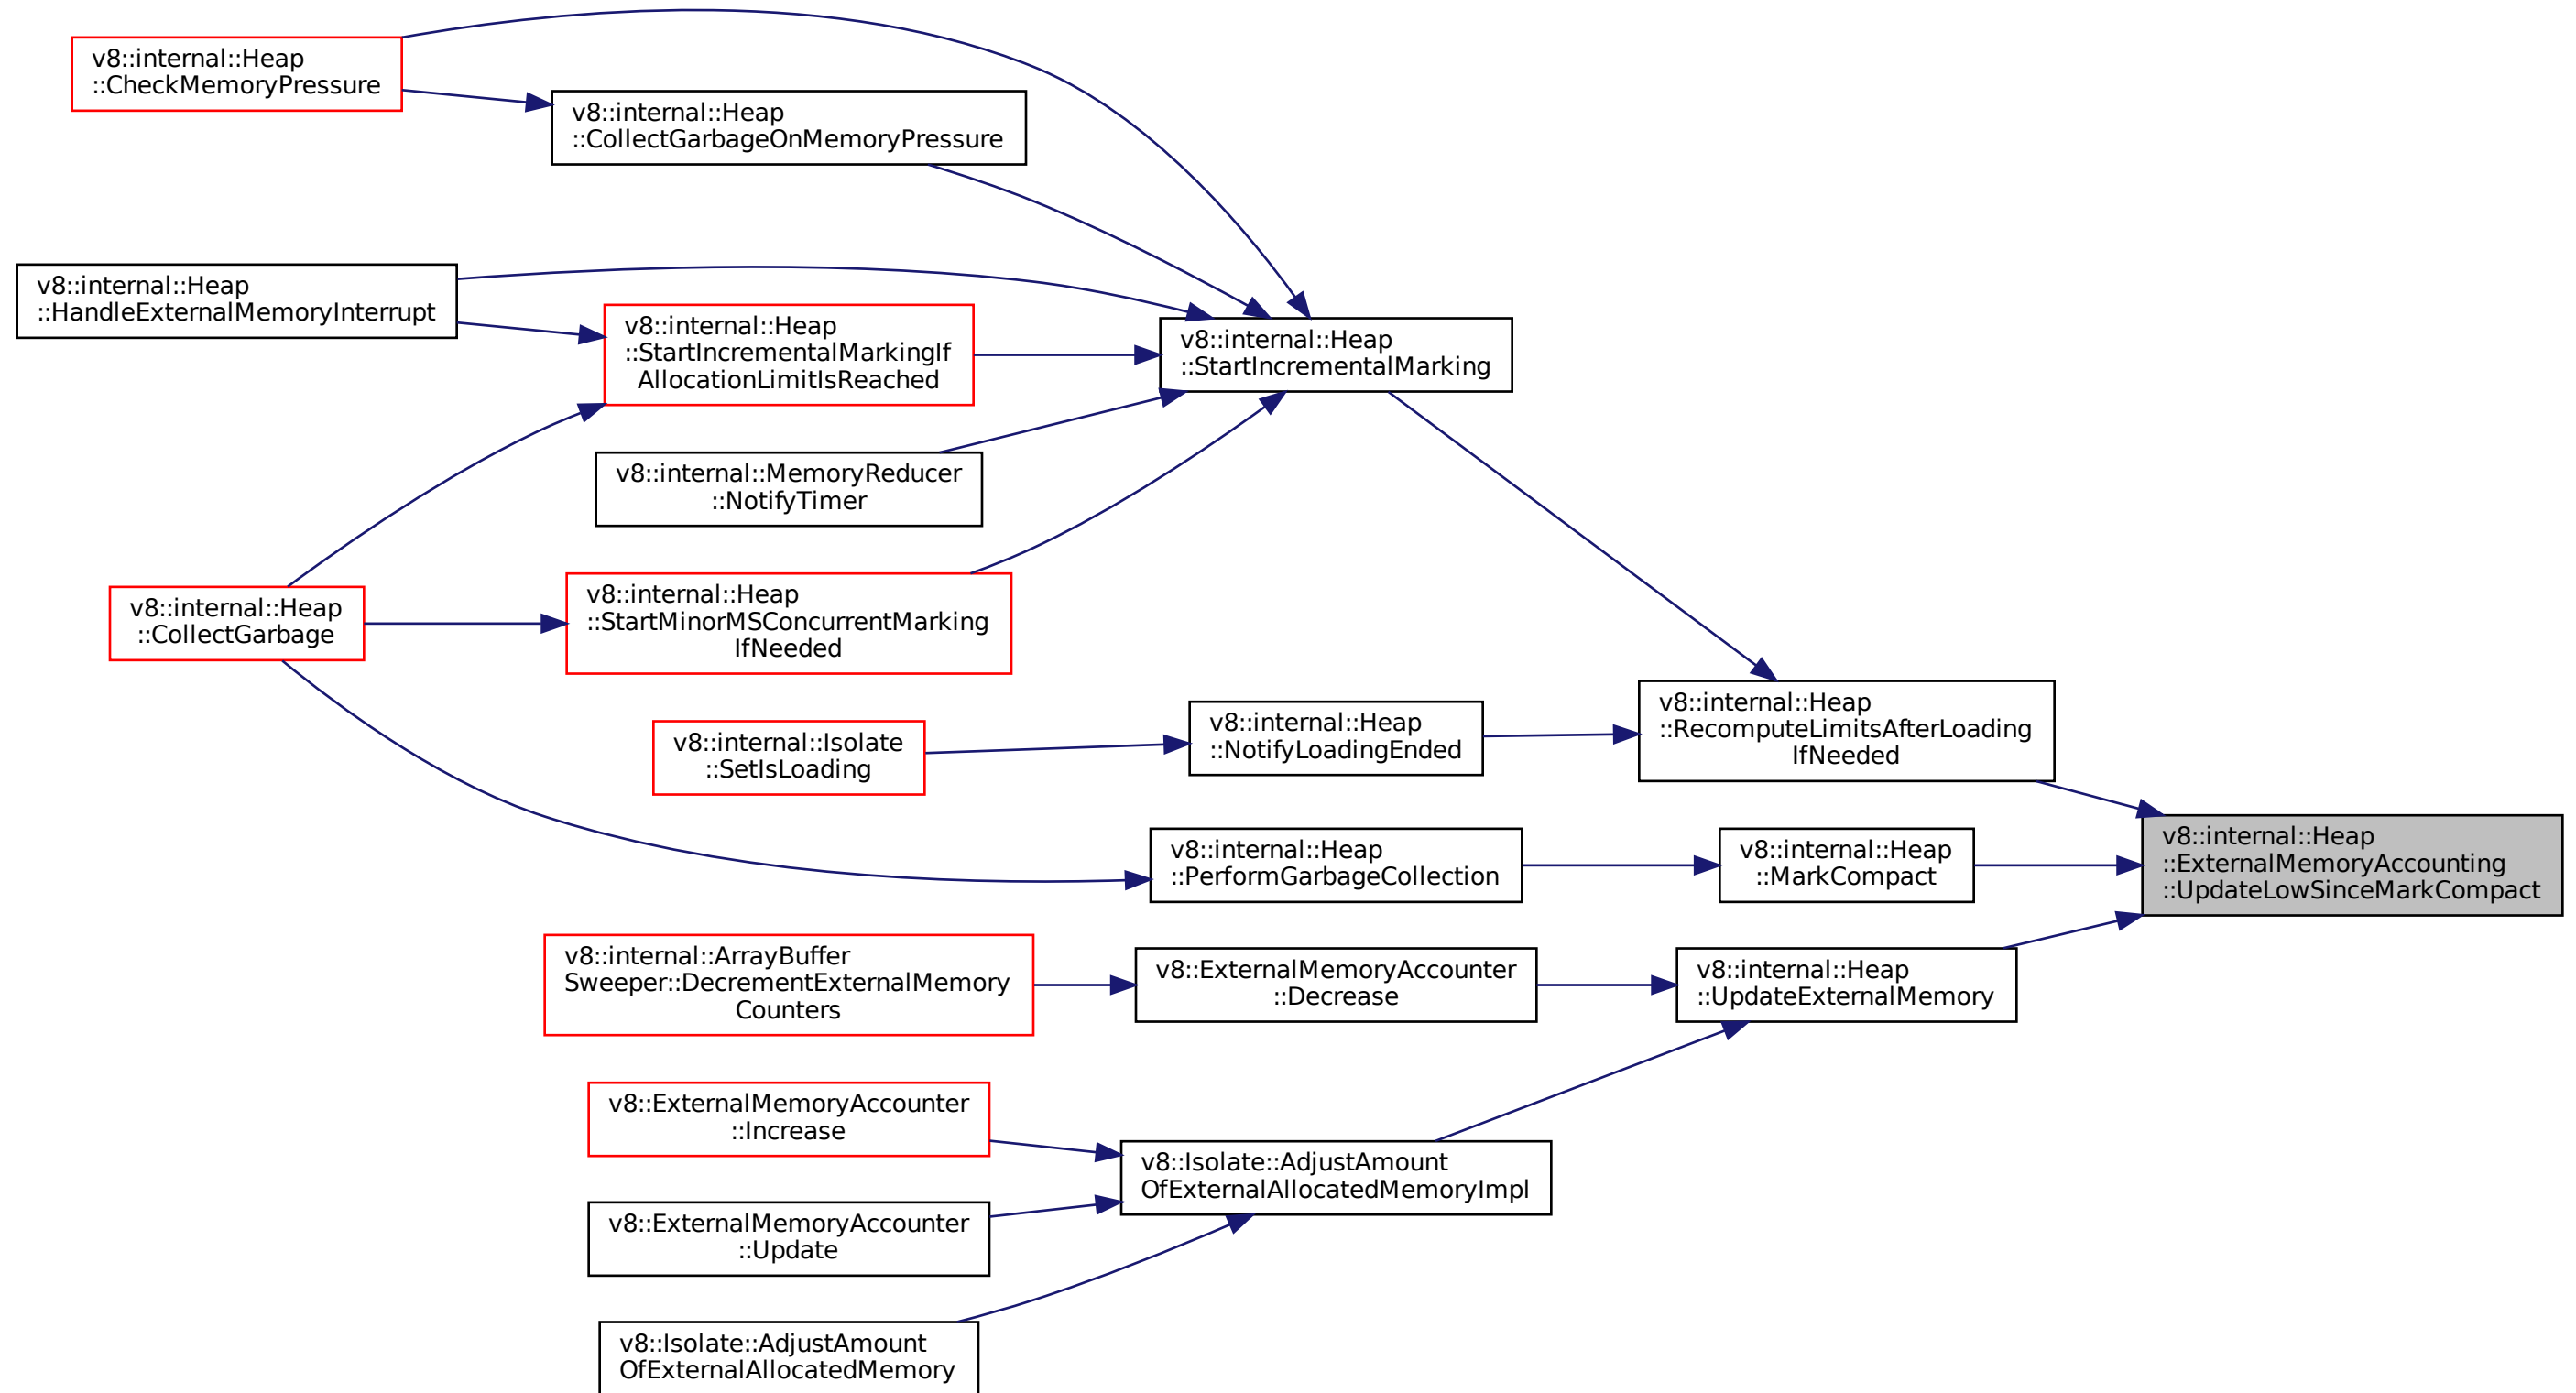 v8::internal::Heap
::CheckMemoryPressure
v8::internal::Heap
::CollectGarbageOnMemoryPressure
v8::internal::Heap
::HandleExternalMemoryInterrupt
v8::internal::Heap
::StartIncrementalMarkingIf
AllocationLimitIsReached
v8::internal::Heap
::StartIncrementalMarking
v8::internal::MemoryReducer
::NotifyTimer
v8::internal::Heap
::CollectGarbage
v8::internal::Heap
::StartMinorMSConcurrentMarking
IfNeeded
v8::internal::Isolate
::SetIsLoading
v8::internal::Heap
::NotifyLoadingEnded
v8::internal::Heap
::RecomputeLimitsAfterLoading
IfNeeded
v8::internal::Heap
::PerformGarbageCollection
v8::internal::Heap
::MarkCompact
v8::internal::Heap
::ExternalMemoryAccounting
::UpdateLowSinceMarkCompact
v8::internal::ArrayBuffer
Sweeper::DecrementExternalMemory
Counters
v8::ExternalMemoryAccounter
::Decrease
v8::internal::Heap
::UpdateExternalMemory
v8::ExternalMemoryAccounter
::Increase
v8::Isolate::AdjustAmount
OfExternalAllocatedMemoryImpl
v8::ExternalMemoryAccounter
::Update
v8::Isolate::AdjustAmount
OfExternalAllocatedMemory